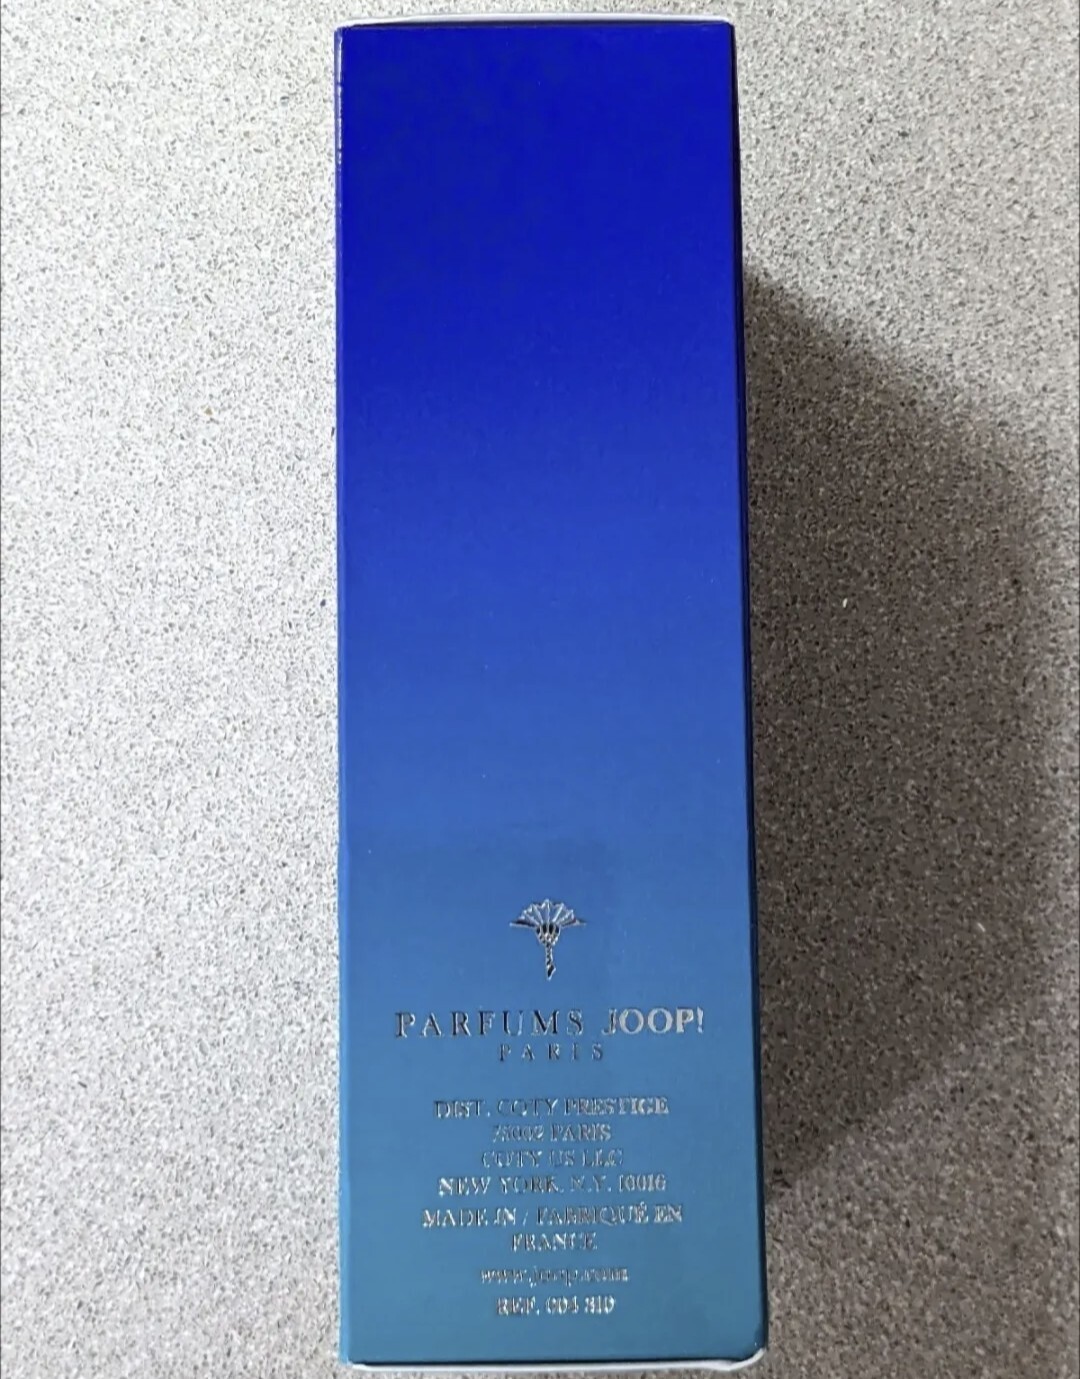 PARFUMS JOOP!
PARIS
DIST. COTY PRESTIGE
75002 PARIS
COTY US LLC
NEW YORK, N.Y. 10016
MADE IN / FABRIQUÉ EN
FRANCE
www.joop.com
REF. 004 810